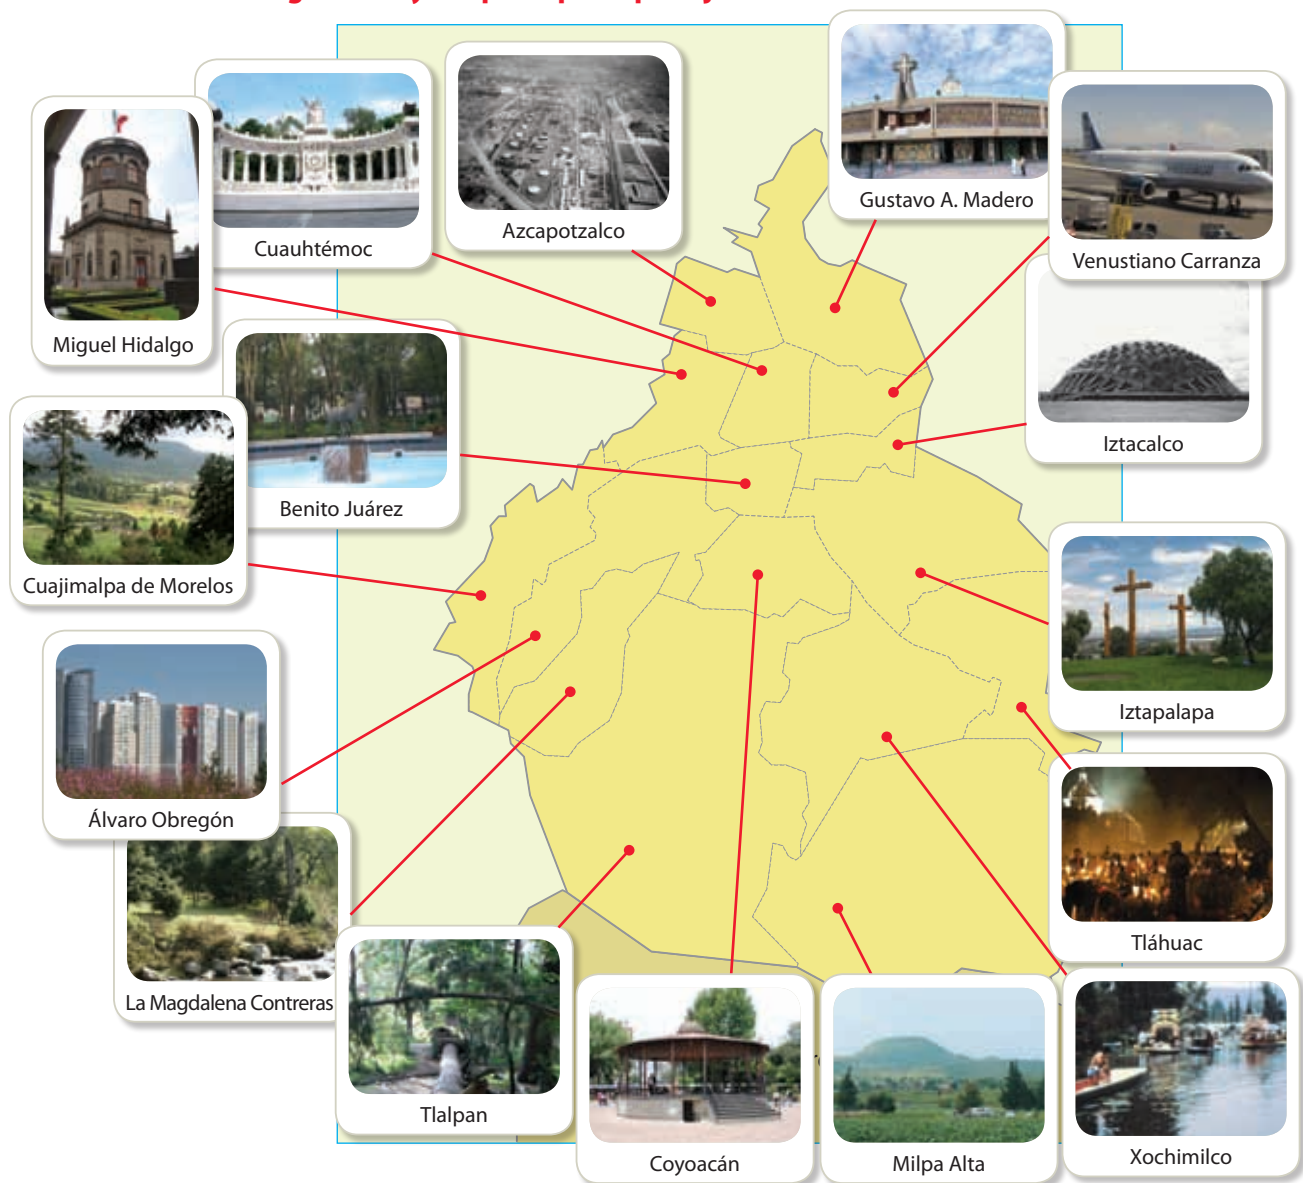 Gustavo A. Madero
Azcapotzalco
Cuauhtémoc
Venustiano Carranza
Miguel Hidalgo
Iztacalco
Benito Juárez
Cuajimalpa de Morelos
Iztapalapa
Álvaro Obregón
Tláhuac
La Magdalena Contreras
Tlalpan
Coyoacán
Milpa Alta
Xochimilco